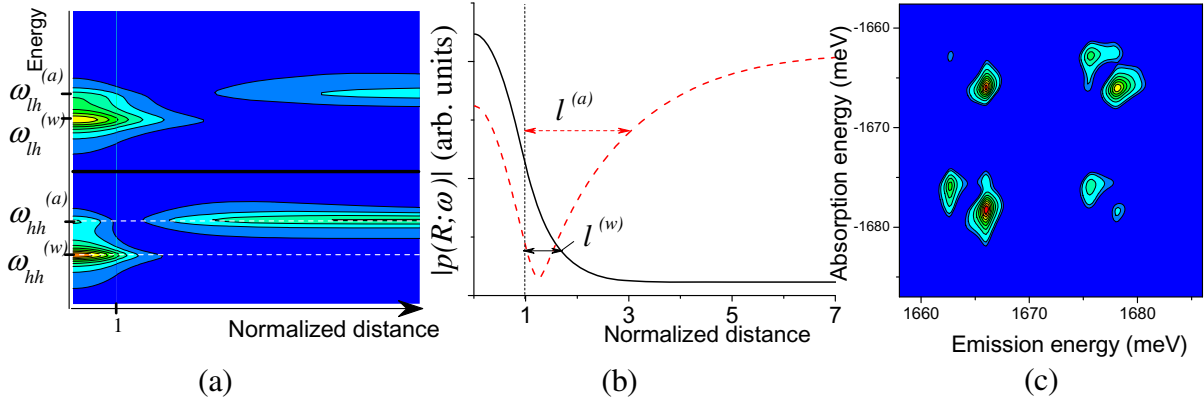 Energy
ω_lh^(a)
ω_lh^(w)
ω_hh^(a)
ω_hh^(w)
1
Normalized distance
(a)
|p(R;ω)| (arb. units)
l^(a)
l^(w)
1 3 5 7
Normalized distance
(b)
Absorption energy (meV)
-1660
-1670
-1680
1660 1670 1680
Emission energy (meV)
(c)